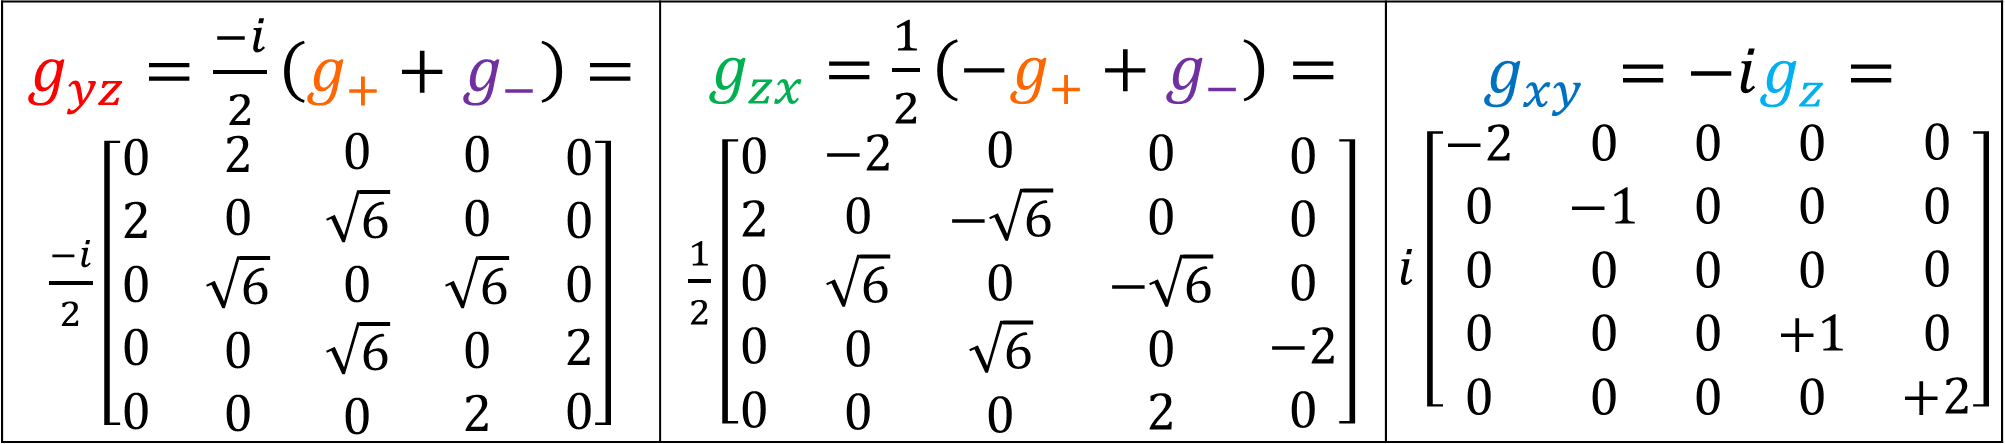 g_yz = −i/2 (g_+ + g_−) =
−i/2 [0 2 0 0 0
2 0 √6 0 0
0 √6 0 √6 0
0 0 √6 0 2
0 0 0 2 0]
g_zx = 1/2 (−g_+ + g_−) =
1/2 [0 −2 0 0 0
2 0 −√6 0 0
0 √6 0 −√6 0
0 0 √6 0 −2
0 0 0 2 0]
g_xy = −ig_z =
i [−2 0 0 0 0
0 −1 0 0 0
0 0 0 0 0
0 0 0 +1 0
0 0 0 0 +2]